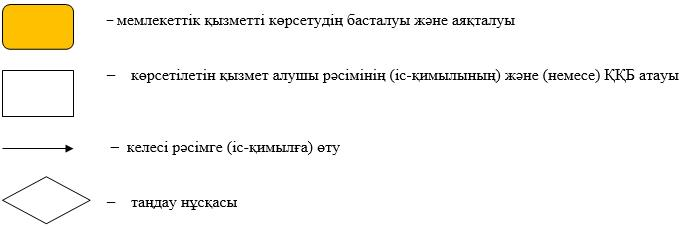 – мемлекеттік қызметті көрсетудің басталуы және аяқталуы
– көрсетілетін қызмет алушы рәсімінің (іс-қимылының) және (немесе) ҚҚБ атауы
– келесі рәсімге (іс-қимылға) өту
– таңдау нұсқасы